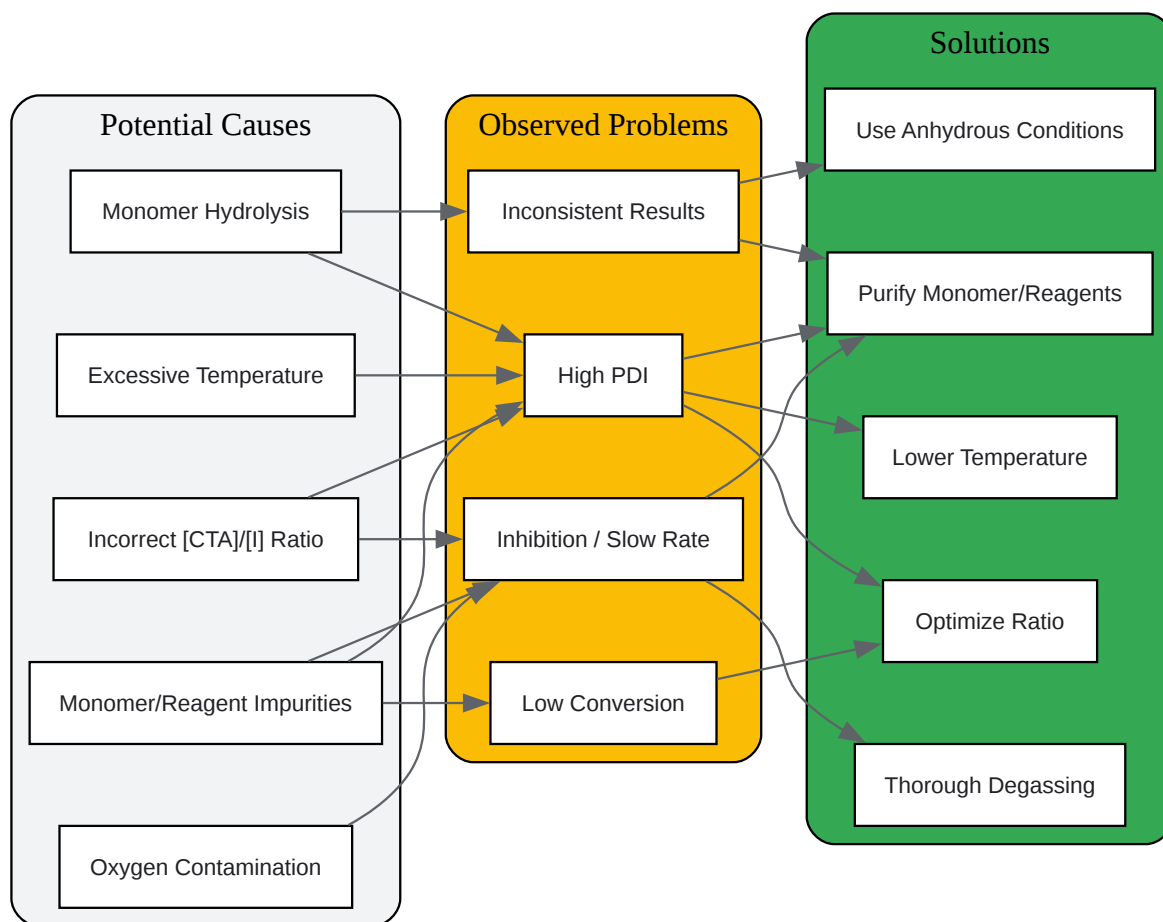 Potential Causes
Monomer Hydrolysis
Excessive Temperature
Incorrect [CTA]/[I] Ratio
Monomer/Reagent Impurities
Oxygen Contamination
Observed Problems
Inconsistent Results
High PDI
Inhibition / Slow Rate
Low Conversion
Solutions
Use Anhydrous Conditions
Purify Monomer/Reagents
Lower Temperature
Optimize Ratio
Thorough Degassing